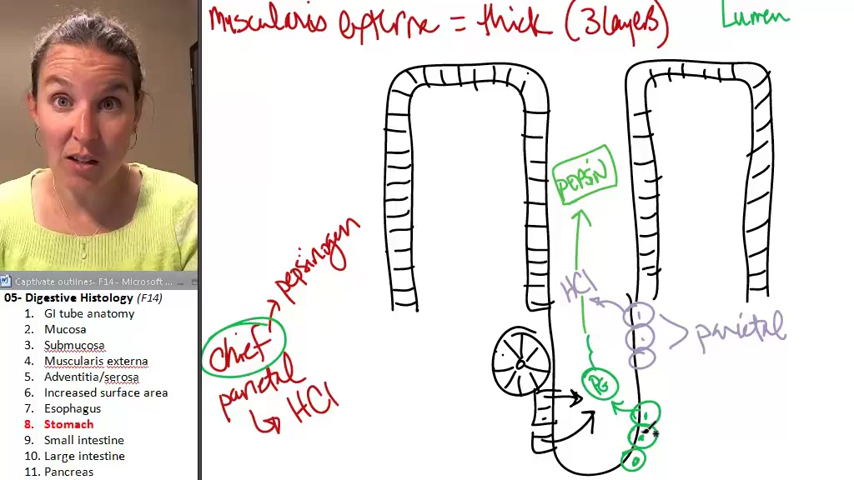 Muscularis externa = thick (3 layers)
Lumen
pepsin
HCl
parietal
PG
pepsinogen
chief
parietal
HCl
Captivate outlines- F14 - Microsoft ...
05- Digestive Histology (F14)
1. GI tube anatomy
2. Mucosa
3. Submucosa
4. Muscularis externa
5. Adventitia/serosa
6. Increased surface area
7. Esophagus
8. Stomach
9. Small intestine
10. Large intestine
11. Pancreas